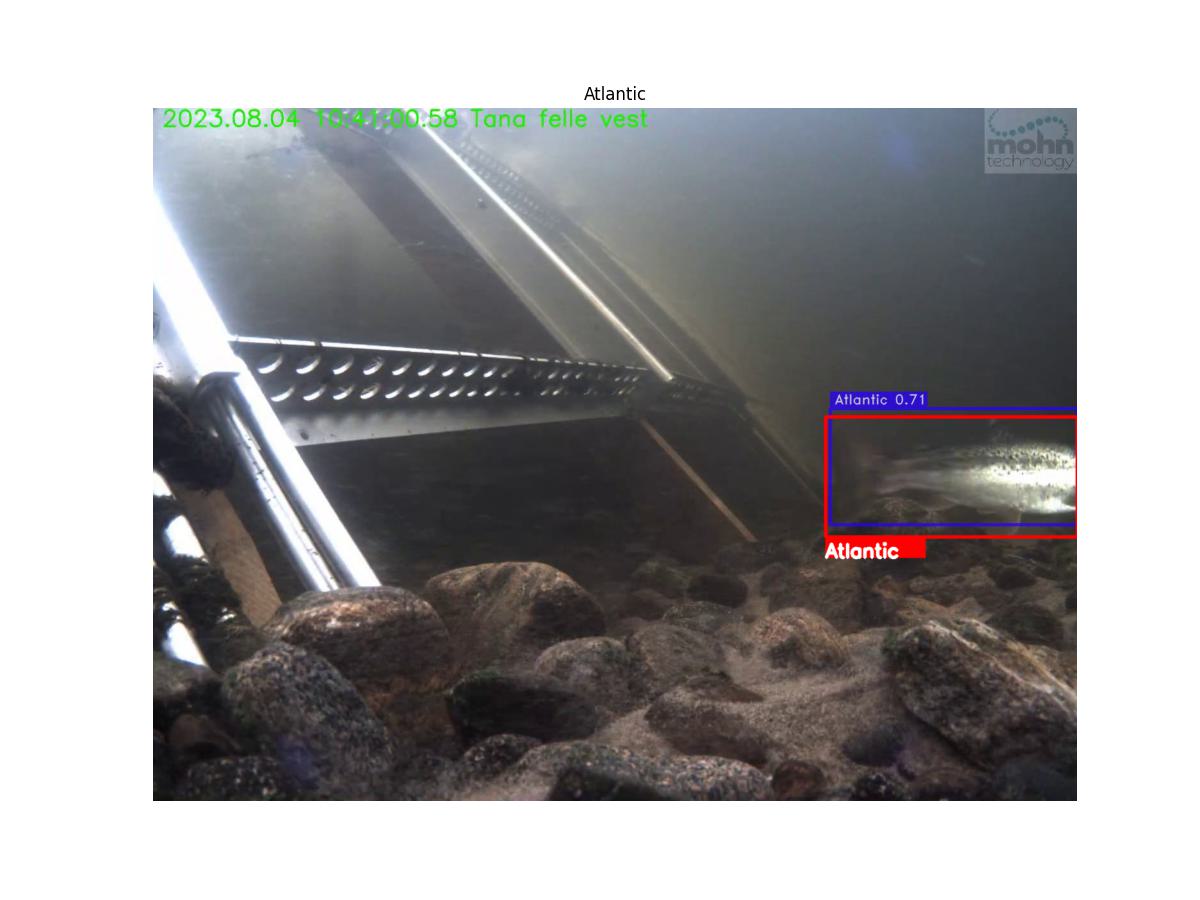 Atlantic
2023.08.04 10:41:00.58 Tana felle vest
mohn
technology
Atlantic 0.71
Atlantic